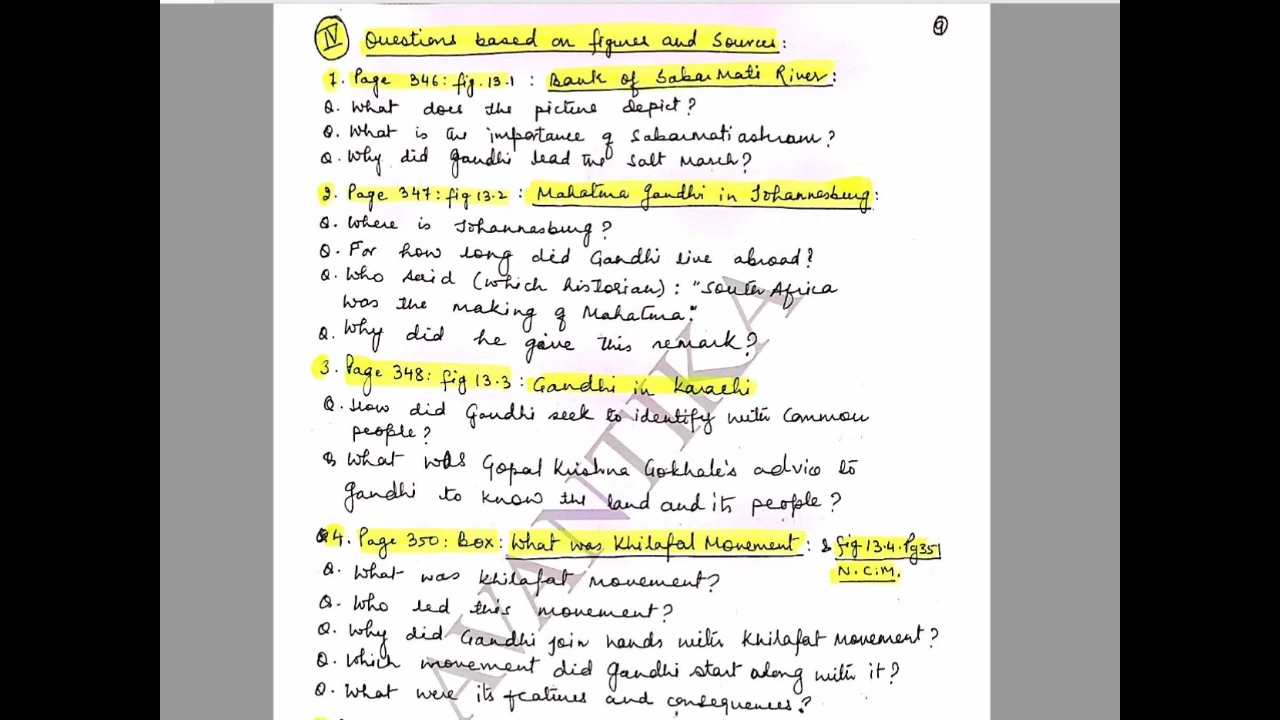 9
IV Questions based on figures and Sources:
1. Page 346: fig. 13.1 : Bank of Sabarmati River:
Q. What does the picture depict?
Q. What is the importance of Sabarmati ashram?
Q. Why did Gandhi lead the Salt March?
2. Page 347: fig 13.2 : Mahatma Gandhi in Johannesburg:
Q. Where is Johannesburg?
Q. For how long did Gandhi live abroad?
Q. Who said (which historian) : "South Africa
was the making of Mahatma."
Q. Why did he gave this remark?
3. Page 348: fig 13.3 : Gandhi in Karachi
Q. How did Gandhi seek to identify with common
people?
Q What was Gopal Krishna Gokhale's advice to
Gandhi to know the land and its people?
4. Page 350: Box: What was Khilafat Movement : & fig 13.4. Pg 351
N.C.M.
Q. What was Khilafat Movement?
Q. Who led this movement?
Q. Why did Gandhi join hands with Khilafat Movement?
Q. Which movement did Gandhi start along with it?
Q. What were its features and consequences?
AVANTIKA